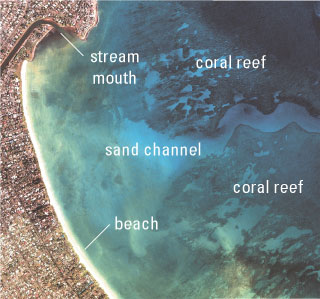 stream
mouth
coral reef
sand channel
coral reef
beach